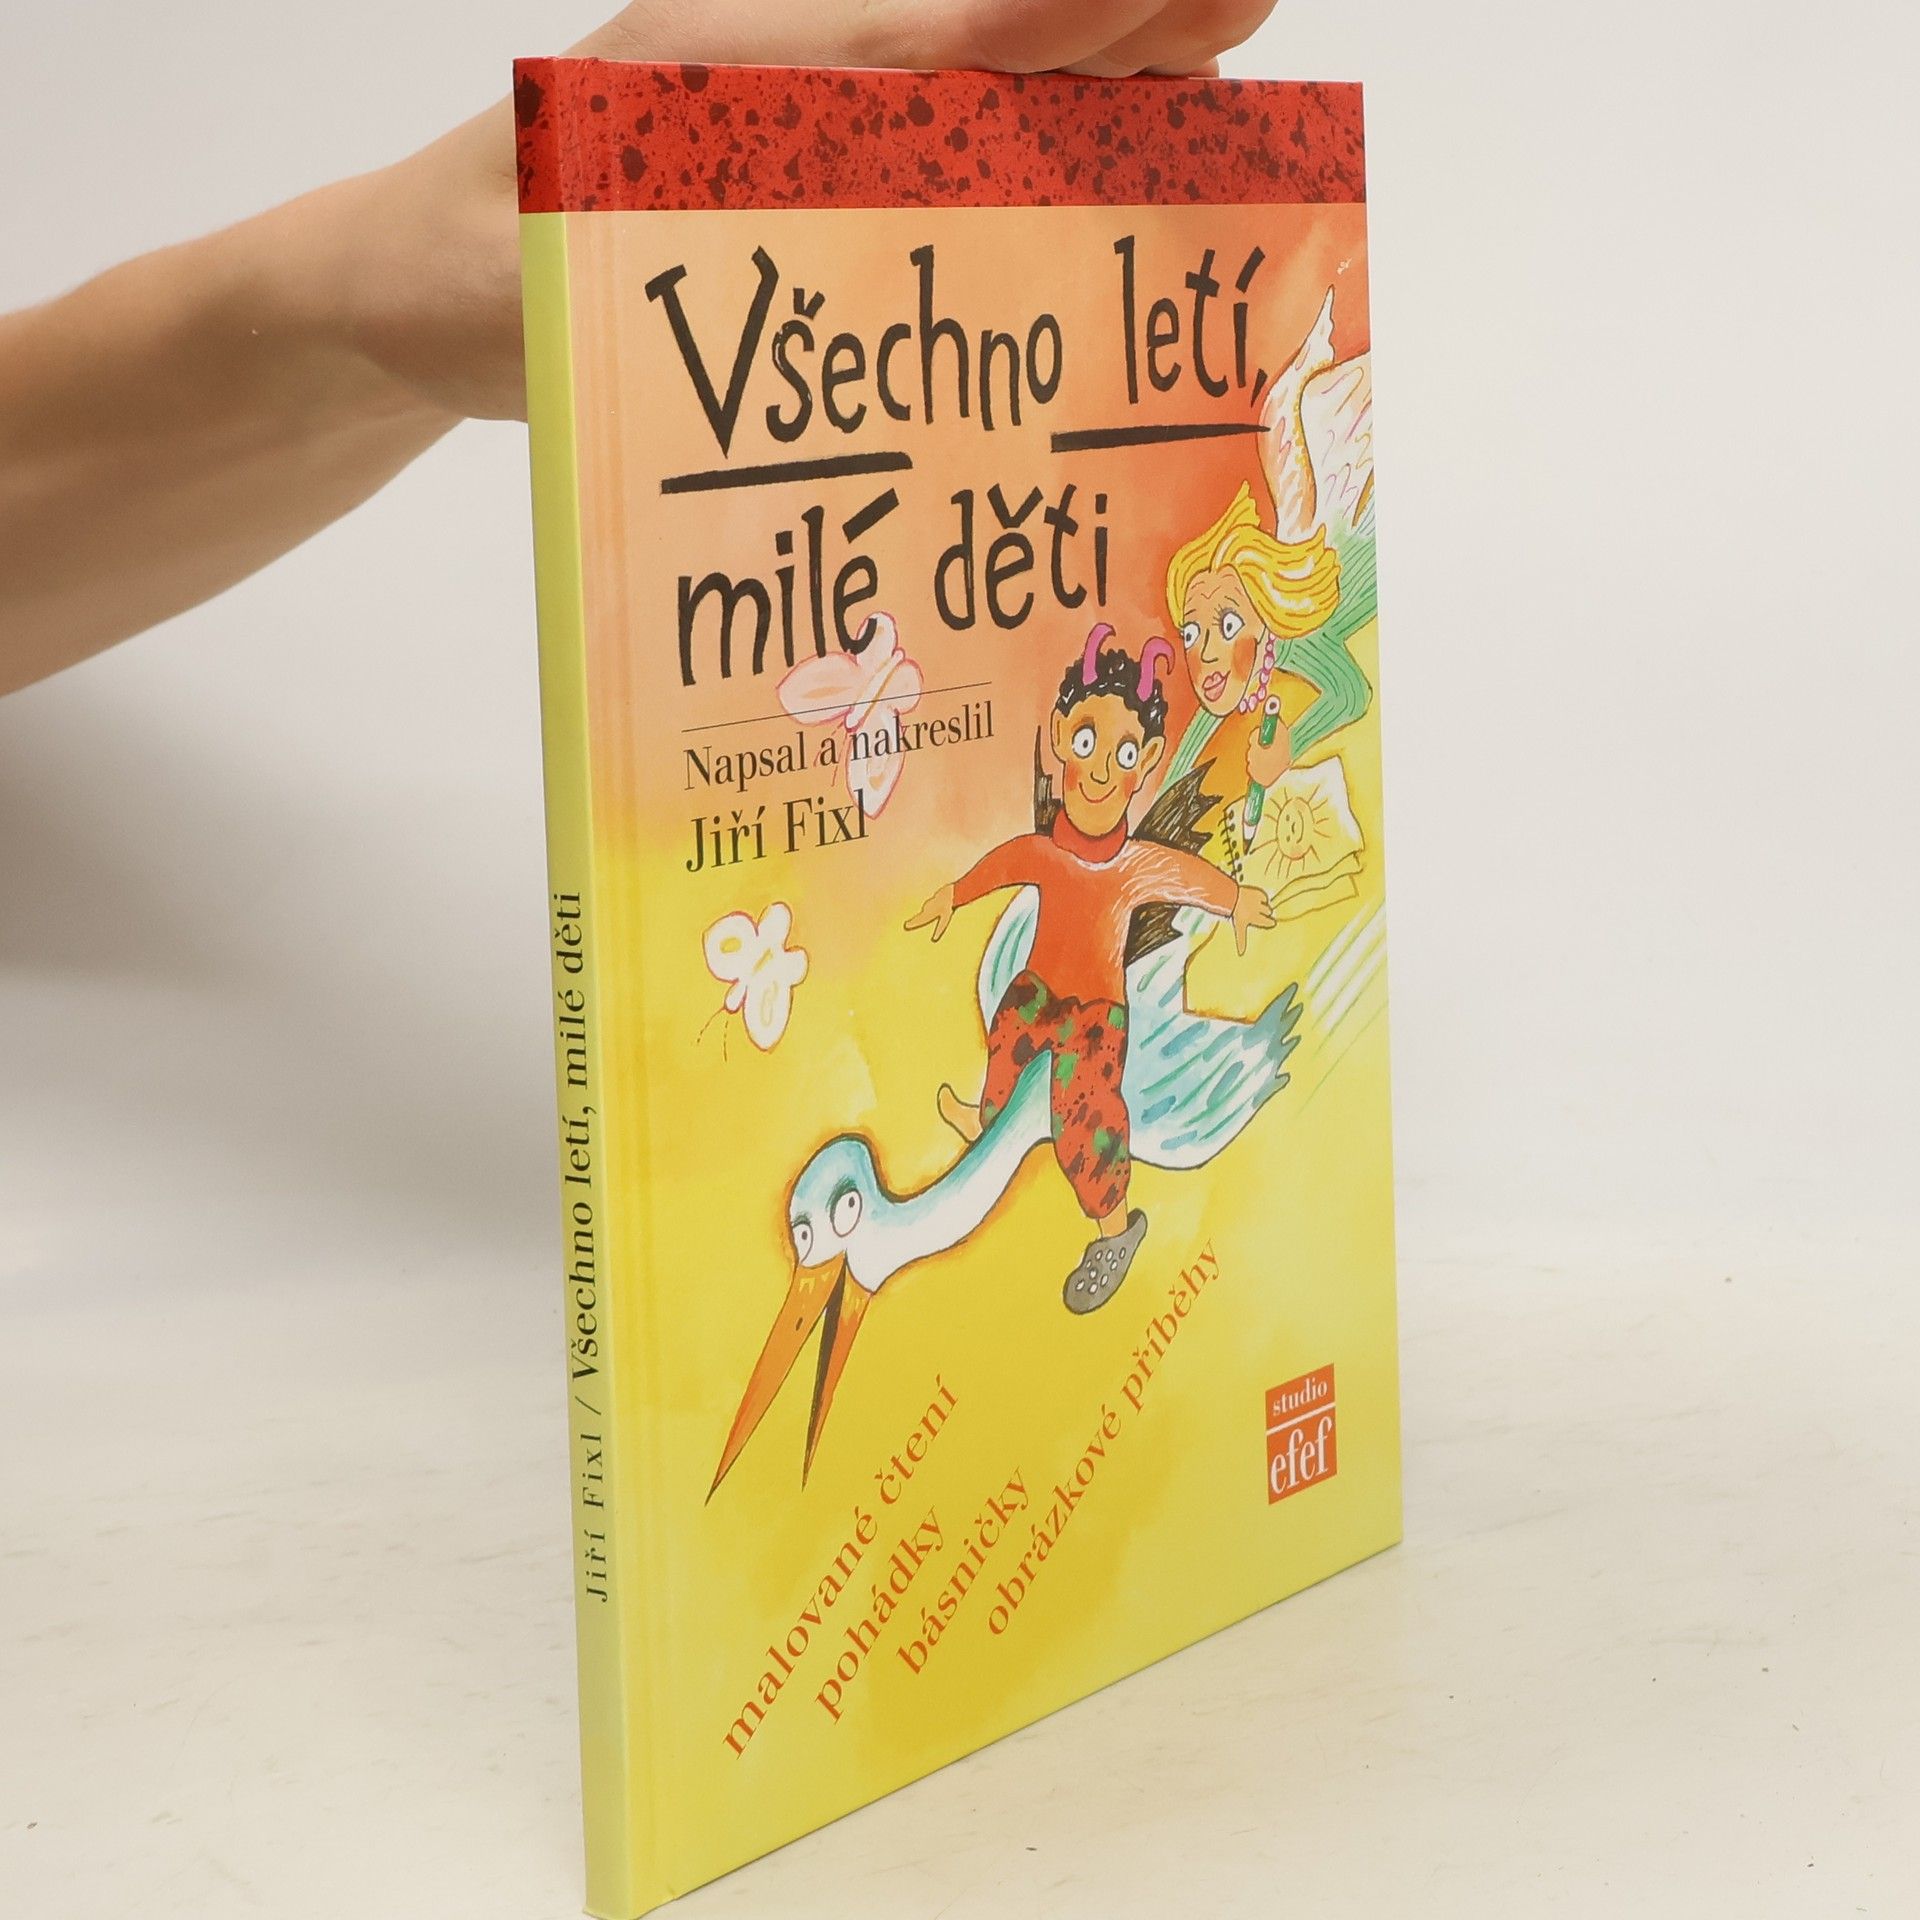 Všechno letí,
milé děti
Napsal a nakreslil
Jiří Fixl
Jiří Fixl / Všechno letí, milé děti
malované čtení
pohádky
básničky
obrázkové příběhy
studio
efef